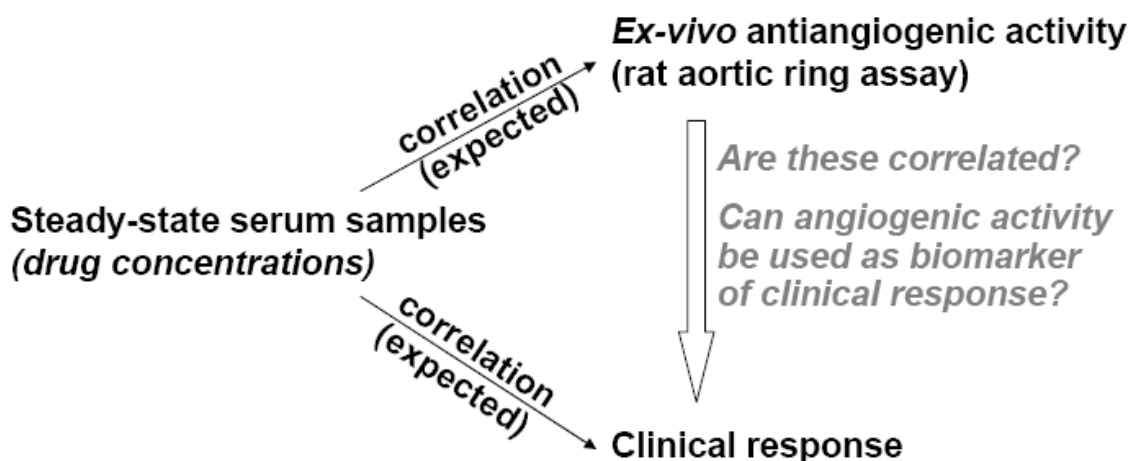 Ex-vivo antiangiogenic activity
(rat aortic ring assay)
correlation
(expected)
Are these correlated?
Can angiogenic activity
be used as biomarker
of clinical response?
Steady-state serum samples
(drug concentrations)
correlation
(expected)
Clinical response